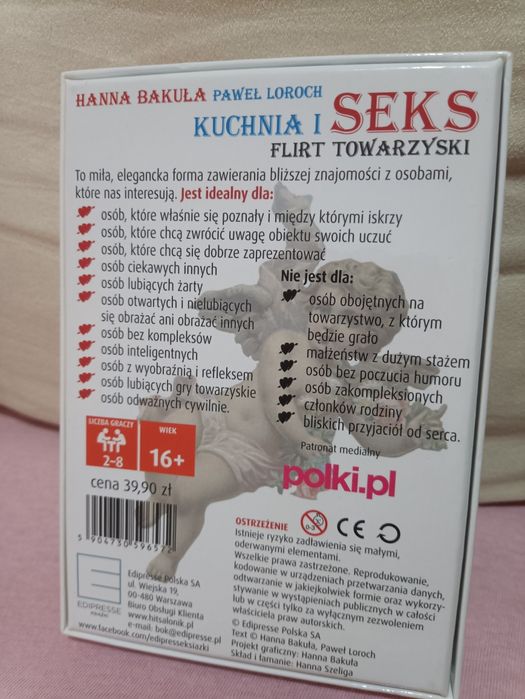 HANNA BAKUŁA PAWEŁ LOROCH
KUCHNIA I SEKS
FLIRT TOWARZYSKI
To miła, elegancka forma zawierania bliższej znajomości z osobami,
które nas interesują. Jest idealny dla:
osób, które właśnie się poznały i między którymi iskrzy
osób, które chcą zwrócić uwagę obiektu swoich uczuć
osób, które chcą się dobrze zaprezentować
osób ciekawych innych
osób lubiących żarty
osób otwartych i nielubiących
się obrażać ani obrażać innych
osób bez kompleksów
osób inteligentnych
osób z wyobraźnią i refleksem
osób lubiących gry towarzyskie
osób odważnych cywilnie.
Nie jest dla:
osób obojętnych na
towarzystwo, z którym
będzie grało
małżeństw z dużym stażem
osób bez poczucia humoru
osób zakompleksionych
członków rodziny
bliskich przyjaciół od serca.
Patronat medialny
polki.pl
LICZBA GRACZY
2–8
WIEK
16+
cena 39,90 zł
5 904730 596572
EDIPRESSE
książki
Edipresse Polska SA
ul. Wiejska 19,
00-480 Warszawa
Biuro Obsługi Klienta
www.hitsalonik.pl
e-mail: bok@edipresse.pl
www.facebook.com/edipresseksiazki
OSTRZEŻENIE
0-3
CE
Istnieje ryzyko zadławienia się małymi,
oderwanymi elementami.
Wszelkie prawa zastrzeżone. Reprodukowanie,
kodowanie w urządzeniach przetwarzania danych,
odtwarzanie w jakiejkolwiek formie oraz wykorzy-
stywanie w wystąpieniach publicznych w całości
lub w części tylko za wyłącznym zezwoleniem
właściciela praw autorskich.
© Edipresse Polska SA
Text © Hanna Bakuła, Paweł Loroch
Projekt graficzny: Hanna Bakuła
Skład i łamanie: Hanna Szeliga